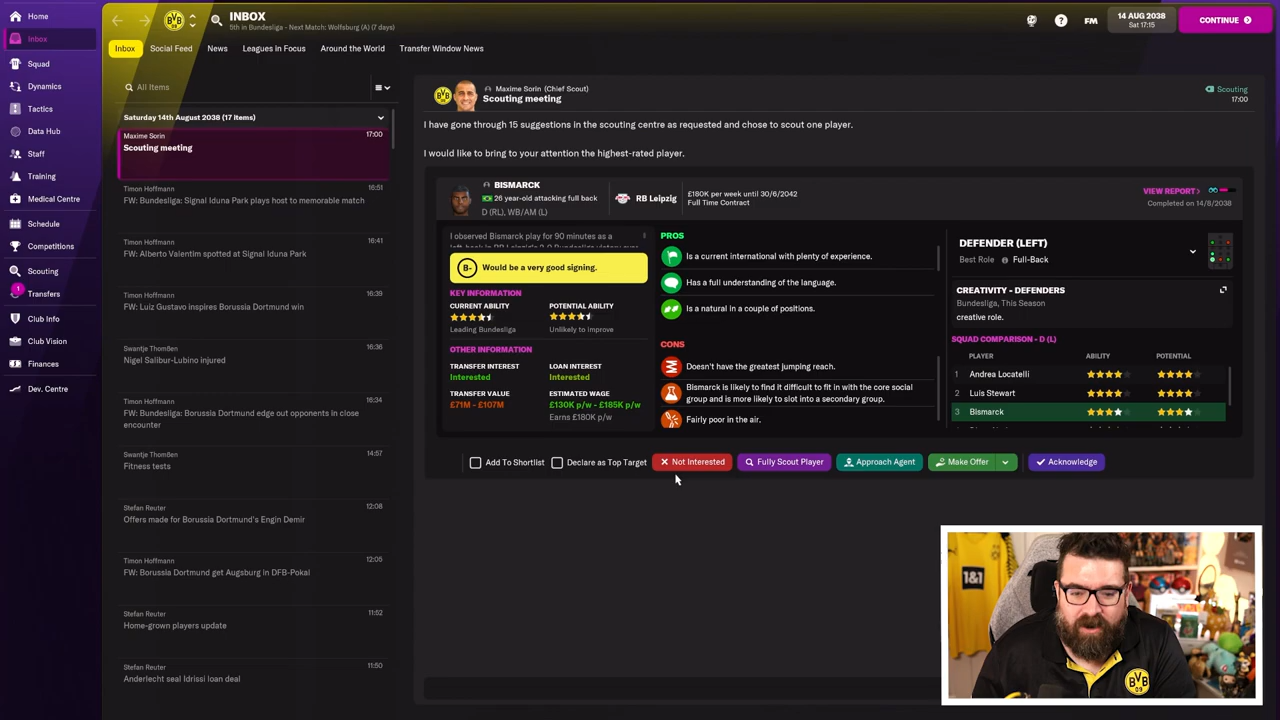 Home
Inbox
Squad
Dynamics
Tactics
Data Hub
Staff
Training
Medical Centre
Schedule
Competitions
Scouting
1
Transfers
Club Info
Club Vision
Finances
Dev. Centre
BVB
09
INBOX
5th in Bundesliga - Next Match: Wolfsburg (A) (7 days)
FM
14 AUG 2038
Sat 17:15
CONTINUE
Inbox
Social Feed
News
Leagues in Focus
Around the World
Transfer Window News
All Items
Saturday 14th August 2038 (17 items)
Maxime Sorin
17:00
Scouting meeting
Timon Hoffmann
16:51
FW: Bundesliga: Signal Iduna Park plays host to memorable match
Timon Hoffmann
16:41
FW: Alberto Valentim spotted at Signal Iduna Park
Timon Hoffmann
16:39
FW: Luiz Gustavo inspires Borussia Dortmund win
Swantje Thomßen
16:36
Nigel Salibur-Lubino injured
Timon Hoffmann
16:34
FW: Bundesliga: Borussia Dortmund edge out opponents in close
encounter
Swantje Thomßen
14:57
Fitness tests
Stefan Reuter
12:08
Offers made for Borussia Dortmund's Engin Demir
Timon Hoffmann
12:05
FW: Borussia Dortmund get Augsburg in DFB-Pokal
Stefan Reuter
11:52
Home-grown players update
Stefan Reuter
11:50
Anderlecht seal Idrissi loan deal
BVB
09
Maxime Sorin (Chief Scout)
Scouting meeting
Scouting
17:00
I have gone through 15 suggestions in the scouting centre as requested and chose to scout one player.
I would like to bring to your attention the highest-rated player.
BISMARCK
26 year-old attacking full back
D (RL), WB/AM (L)
RB Leipzig
£180K per week until 30/6/2042
Full Time Contract
VIEW REPORT >
Completed on 14/8/2038
I observed Bismarck play for 90 minutes as a
B-
Would be a very good signing.
KEY INFORMATION
CURRENT ABILITY
POTENTIAL ABILITY
Leading Bundesliga
Unlikely to improve
OTHER INFORMATION
TRANSFER INTEREST
LOAN INTEREST
Interested
Interested
TRANSFER VALUE
ESTIMATED WAGE
£71M - £107M
£130K p/w - £185K p/w
Earns £180K p/w
PROS
Is a current international with plenty of experience.
Has a full understanding of the language.
Is a natural in a couple of positions.
CONS
Doesn't have the greatest jumping reach.
Bismarck is likely to find it difficult to fit in with the core social
group and is more likely to slot into a secondary group.
Fairly poor in the air.
DEFENDER (LEFT)
Best Role
Full-Back
CREATIVITY - DEFENDERS
Bundesliga, This Season
creative role.
SQUAD COMPARISON - D (L)
PLAYER
ABILITY
POTENTIAL
1
Andrea Locatelli
2
Luis Stewart
3
Bismarck
Add To Shortlist
Declare as Top Target
Not Interested
Fully Scout Player
Approach Agent
Make Offer
Acknowledge
1&1
BVB
09